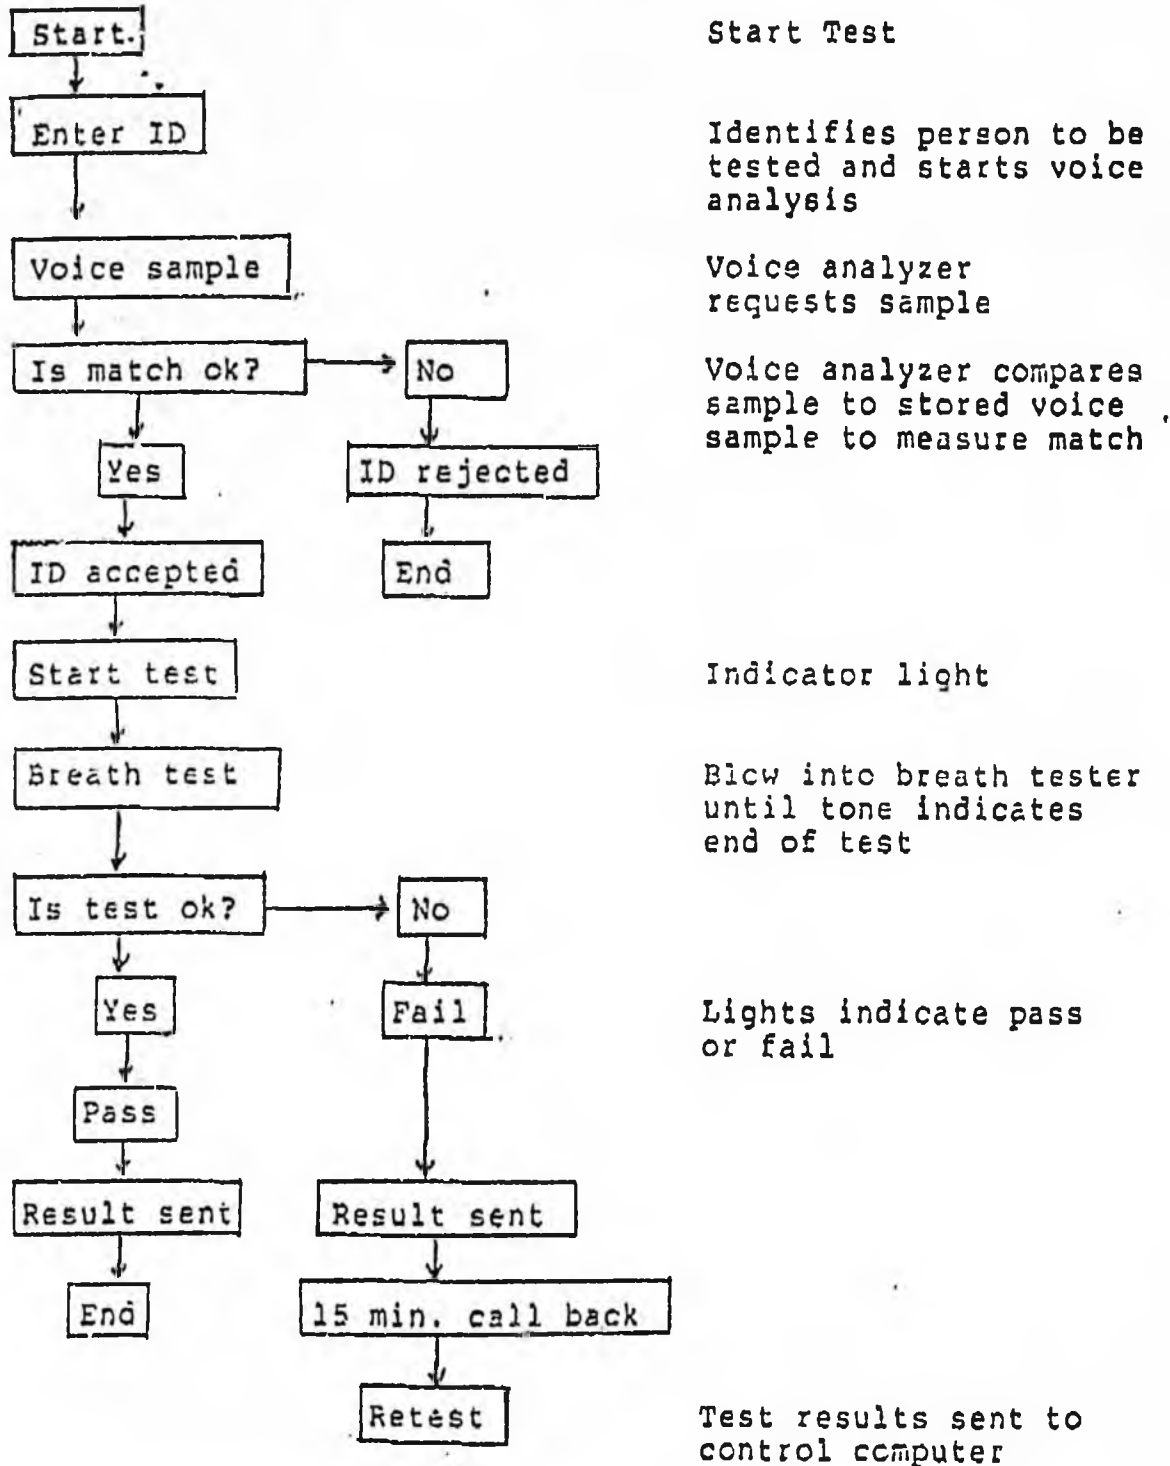 Start.
Start Test
Enter ID
Identifies person to be
tested and starts voice
analysis
Voice sample
Voice analyzer
requests sample
Is match ok?
No
Voice analyzer compares
sample to stored voice
sample to measure match
Yes
ID rejected
ID accepted
End
Start test
Indicator light
Breath test
Blow into breath tester
until tone indicates
end of test
Is test ok?
No
Yes
Fail
Lights indicate pass
or fail
Pass
Result sent
Result sent
End
15 min. call back
Retest
Test results sent to
control computer